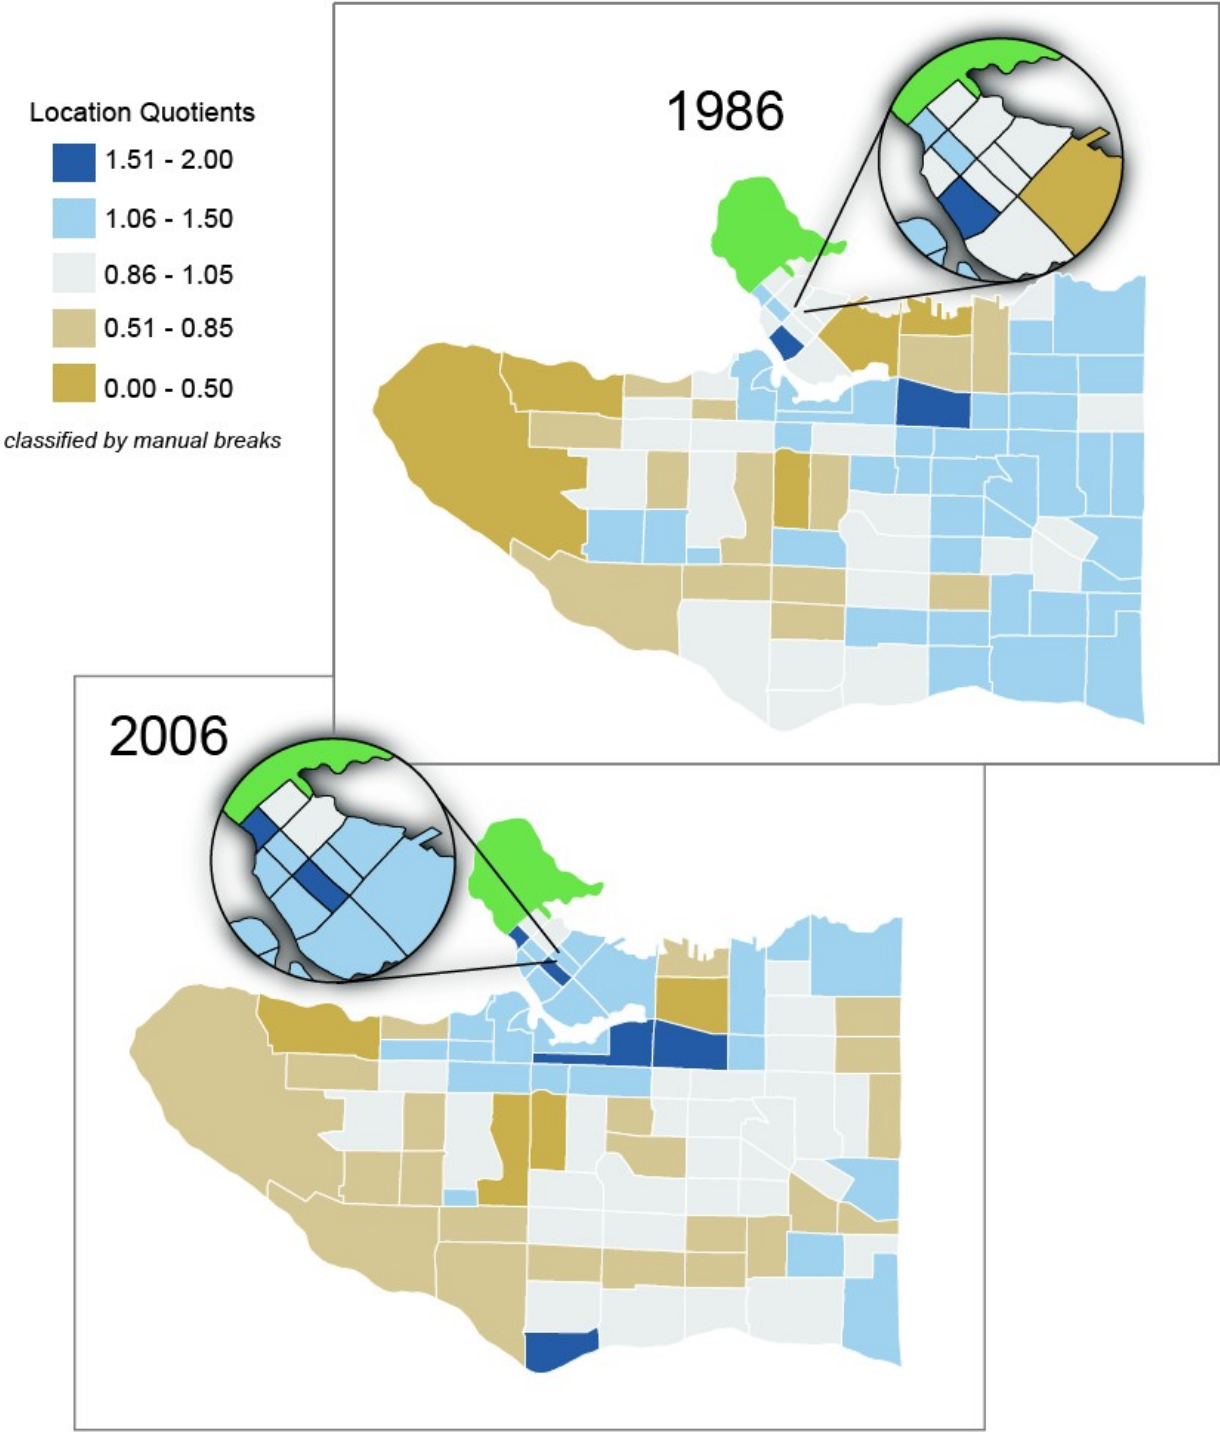 Location Quotients
1.51 - 2.00
1.06 - 1.50
0.86 - 1.05
0.51 - 0.85
0.00 - 0.50
classified by manual breaks
1986
2006